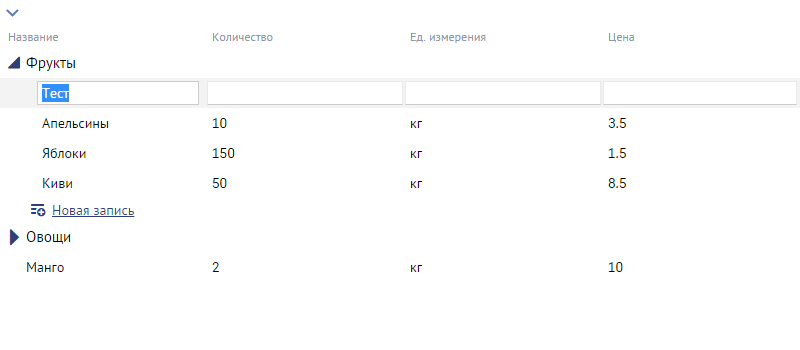 Название Количество Ед. измерения Цена
Фрукты
Тест
Апельсины 10 кг 3.5
Яблоки 150 кг 1.5
Киви 50 кг 8.5
Новая запись
Овощи
Манго 2 кг 10